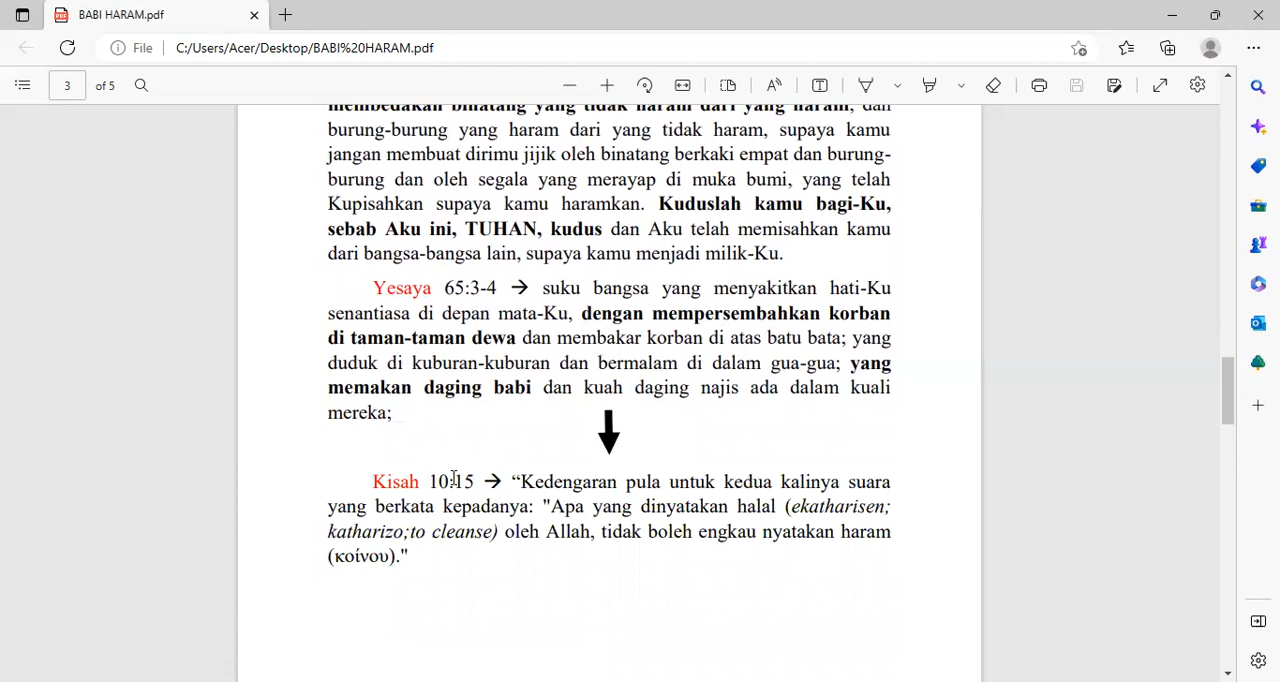 BABI HARAM.pdf
File C:/Users/Acer/Desktop/BABI%20HARAM.pdf
3 of 5
membedakan binatang yang tidak haram dari yang haram, dan
burung-burung yang haram dari yang tidak haram, supaya kamu
jangan membuat dirimu jijik oleh binatang berkaki empat dan burung-
burung dan oleh segala yang merayap di muka bumi, yang telah
Kupisahkan supaya kamu haramkan. Kuduslah kamu bagi-Ku,
sebab Aku ini, TUHAN, kudus dan Aku telah memisahkan kamu
dari bangsa-bangsa lain, supaya kamu menjadi milik-Ku.
Yesaya 65:3-4 → suku bangsa yang menyakitkan hati-Ku
senantiasa di depan mata-Ku, dengan mempersembahkan korban
di taman-taman dewa dan membakar korban di atas batu bata; yang
duduk di kuburan-kuburan dan bermalam di dalam gua-gua; yang
memakan daging babi dan kuah daging najis ada dalam kuali
mereka;
Kisah 10:15 → “Kedengaran pula untuk kedua kalinya suara
yang berkata kepadanya: "Apa yang dinyatakan halal (ekatharisen;
katharizo;to cleanse) oleh Allah, tidak boleh engkau nyatakan haram
(κοίνου)."